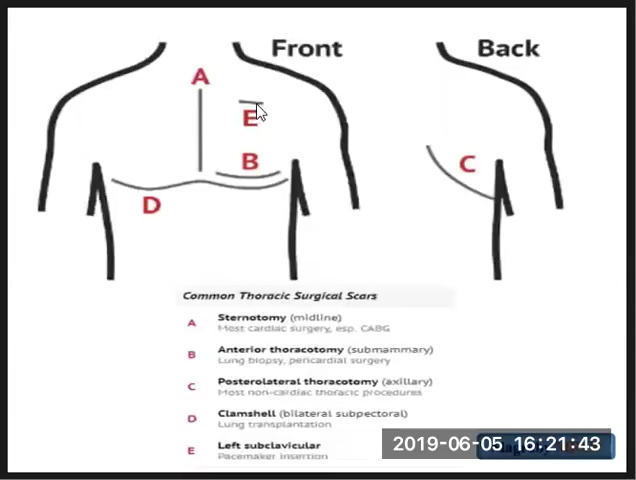 Front
Back
A
E
B
C
D
Common Thoracic Surgical Scars
A Sternotomy (midline)
Most cardiac surgery, esp. CABG
B Anterior thoracotomy (submammary)
Lung biopsy, pericardial surgery
C Posterolateral thoracotomy (axillary)
Most non-cardiac thoracic procedures
D Clamshell (bilateral subpectoral)
Lung transplantation
E Left subclavicular
Pacemaker insertion
2019-06-05 16:21:43